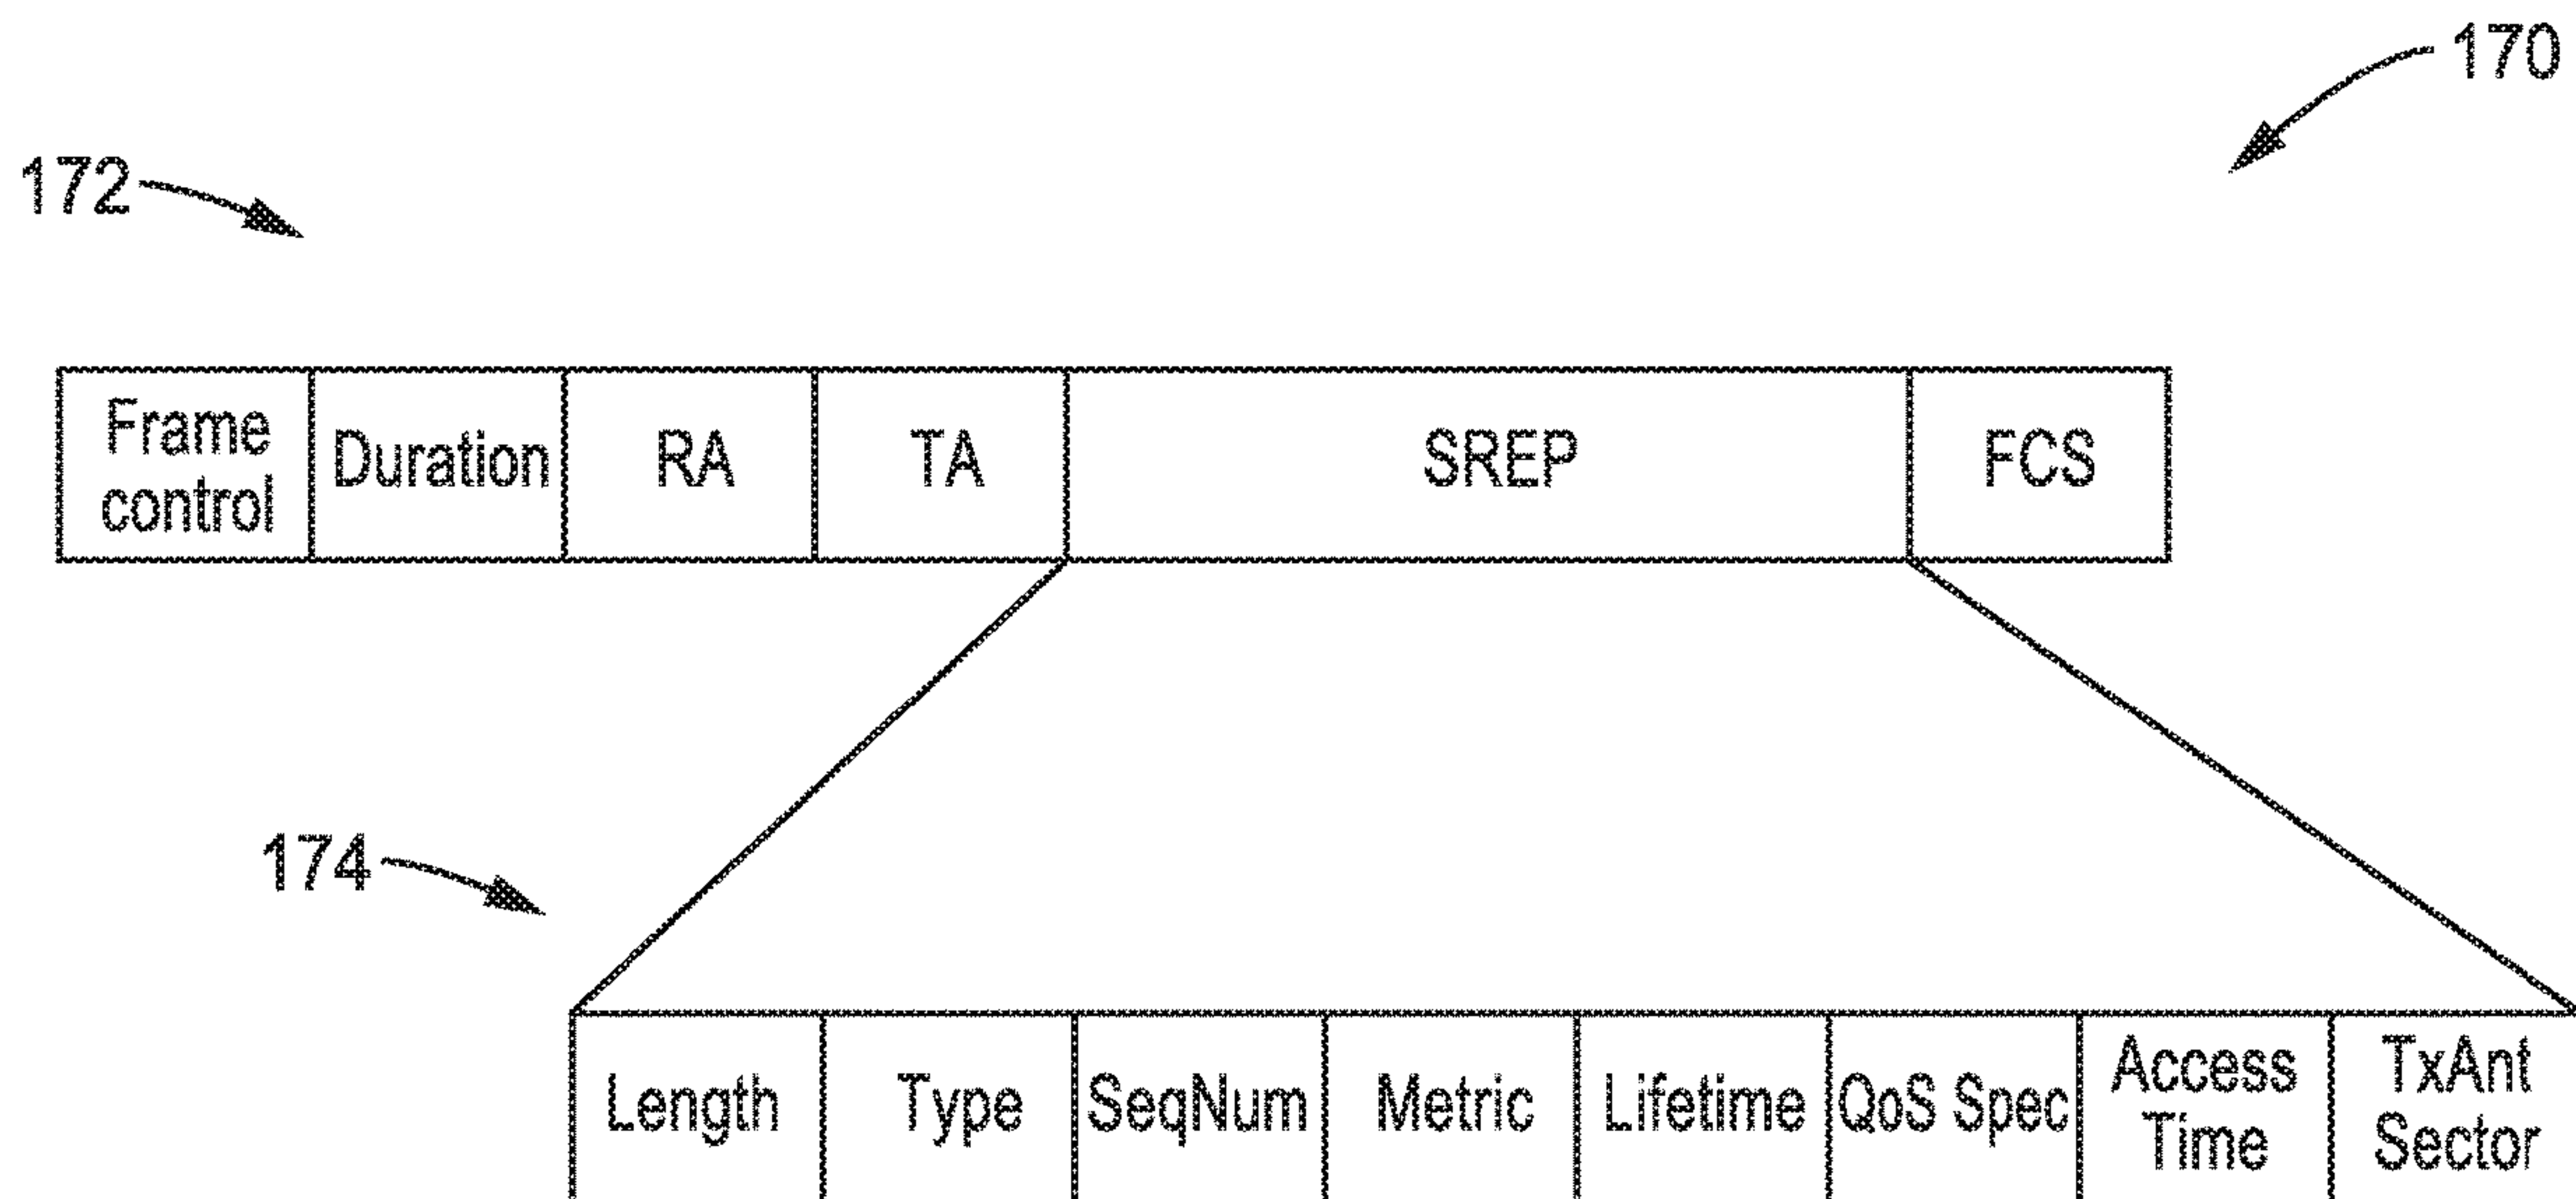 170
172
Frame control
Duration
RA
TA
SREP
FCS
174
Length
Type
SeqNum
Metric
Lifetime
QoS Spec
Access Time
TxAnt Sector